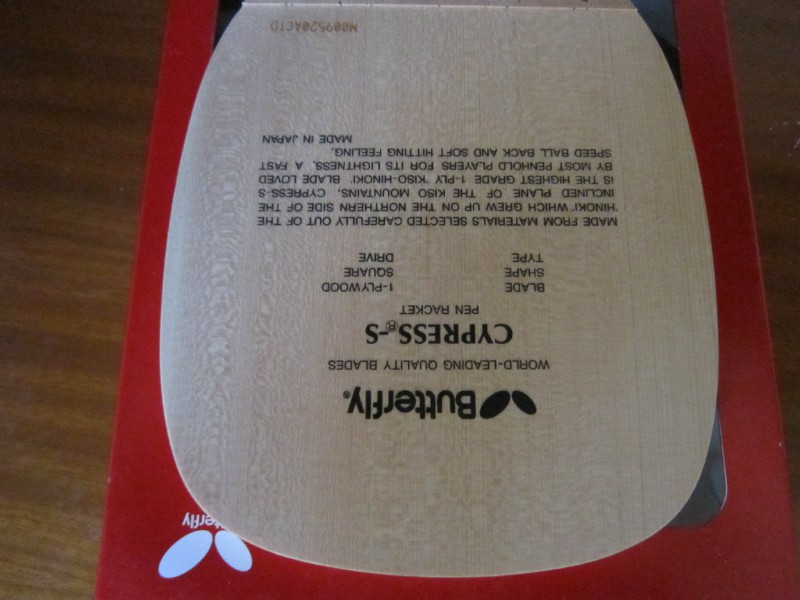 tterfly
Butterfly®
WORLD-LEADING QUALITY BLADES
CYPRESS®-S
PEN RACKET
BLADE 1-PLYWOOD
SHAPE SQUARE
TYPE DRIVE
MADE FROM MATERIALS SELECTED CAREFULLY OUT OF THE
'HINOKI' WHICH GREW UP ON THE NORTHERN SIDE OF THE
INCLINED PLANE OF THE KISO MOUNTAINS, CYPRESS-S
IS THE HIGHEST GRADE 1-PLY 'KISO-HINOKI' BLADE LOVED
BY MOST PENHOLD PLAYERS FOR ITS LIGHTNESS, A FAST
SPEED BALL BACK AND SOFT HITTING FEELING.
MADE IN JAPAN
M009520ACTD